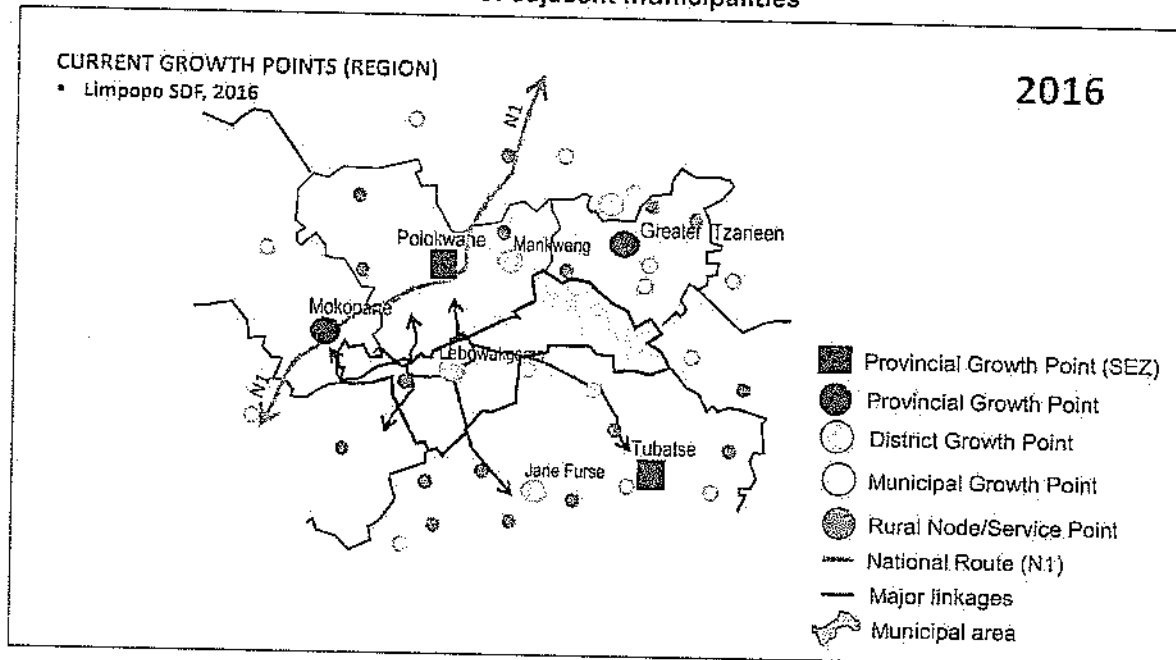 adjacent municipalities
CURRENT GROWTH POINTS (REGION)
• Limpopo SDF, 2016
2016
N1
Polokwane
Mankweng
Greater Tzaneen
Mokopane
Lebowakgomo
N1
Tubatse
Jane Furse
Provincial Growth Point (SEZ)
Provincial Growth Point
District Growth Point
Municipal Growth Point
Rural Node/Service Point
National Route (N1)
Major linkages
Municipal area